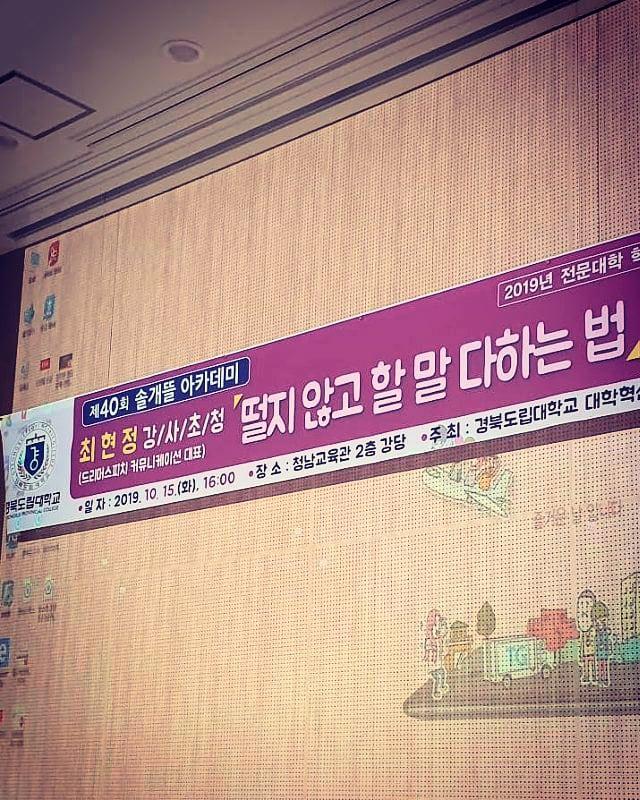 2019년 전문대학
제40회 솔개뜰 아카데미
최현정 강/사/초/청 「떨지 않고 할 말 다하는 법」
(드리머스피치 커뮤니케이션 대표)
•일자 : 2019. 10. 15.(화), 16:00 •장소 : 청남교육관 2층 강당 •주최 : 경북도립대학교 대학혁신
경북도립대학교
PROVINCIAL COLLEGE